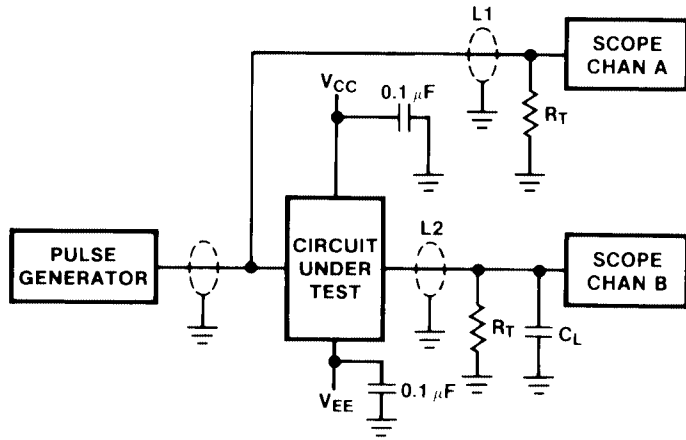 L1
SCOPE
CHAN A
VCC
0.1 μF
RT
PULSE
GENERATOR
CIRCUIT
UNDER
TEST
L2
SCOPE
CHAN B
RT
CL
VEE
0.1 μF